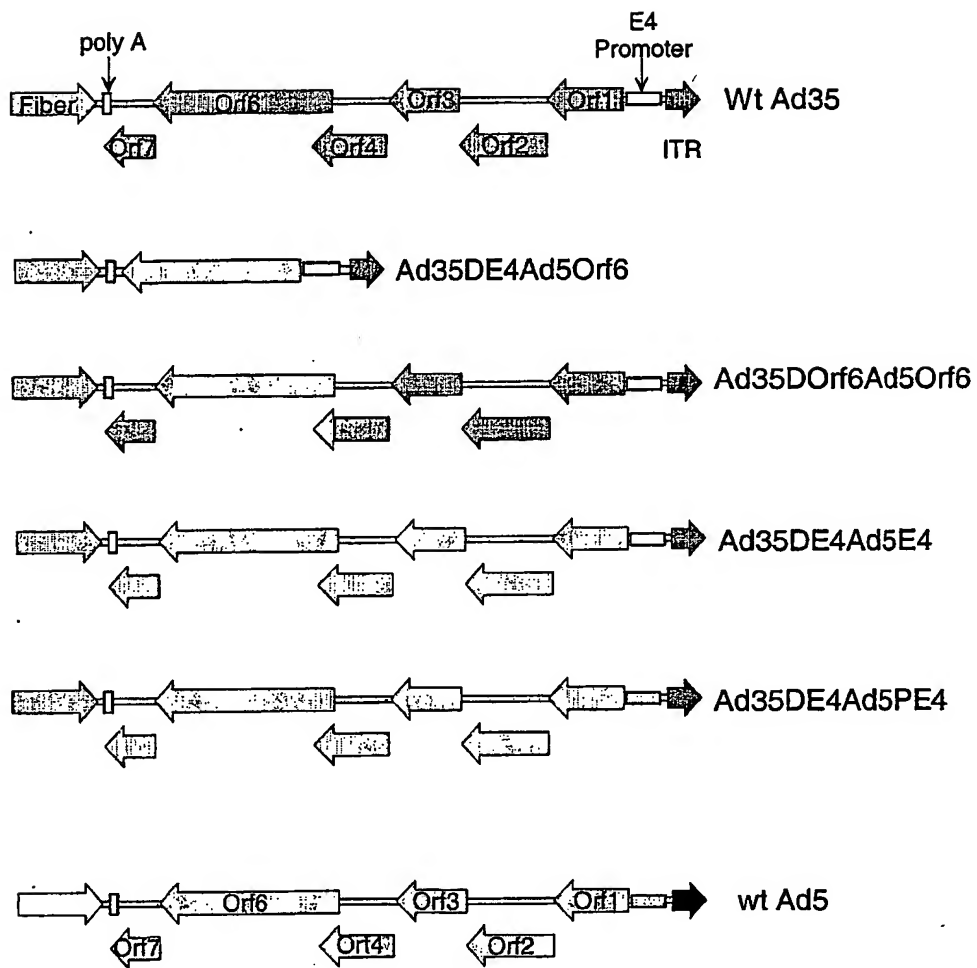 poly A
E4
Promoter
Fiber
Orf6
Orf3
Orf1
Wt Ad35
Orf7
Orf4
Orf2
ITR
Ad35DE4Ad5Orf6
Ad35DOrf6Ad5Orf6
Ad35DE4Ad5E4
Ad35DE4Ad5PE4
Orf6
Orf3
Orf1
wt Ad5
Orf7
Orf4
Orf2